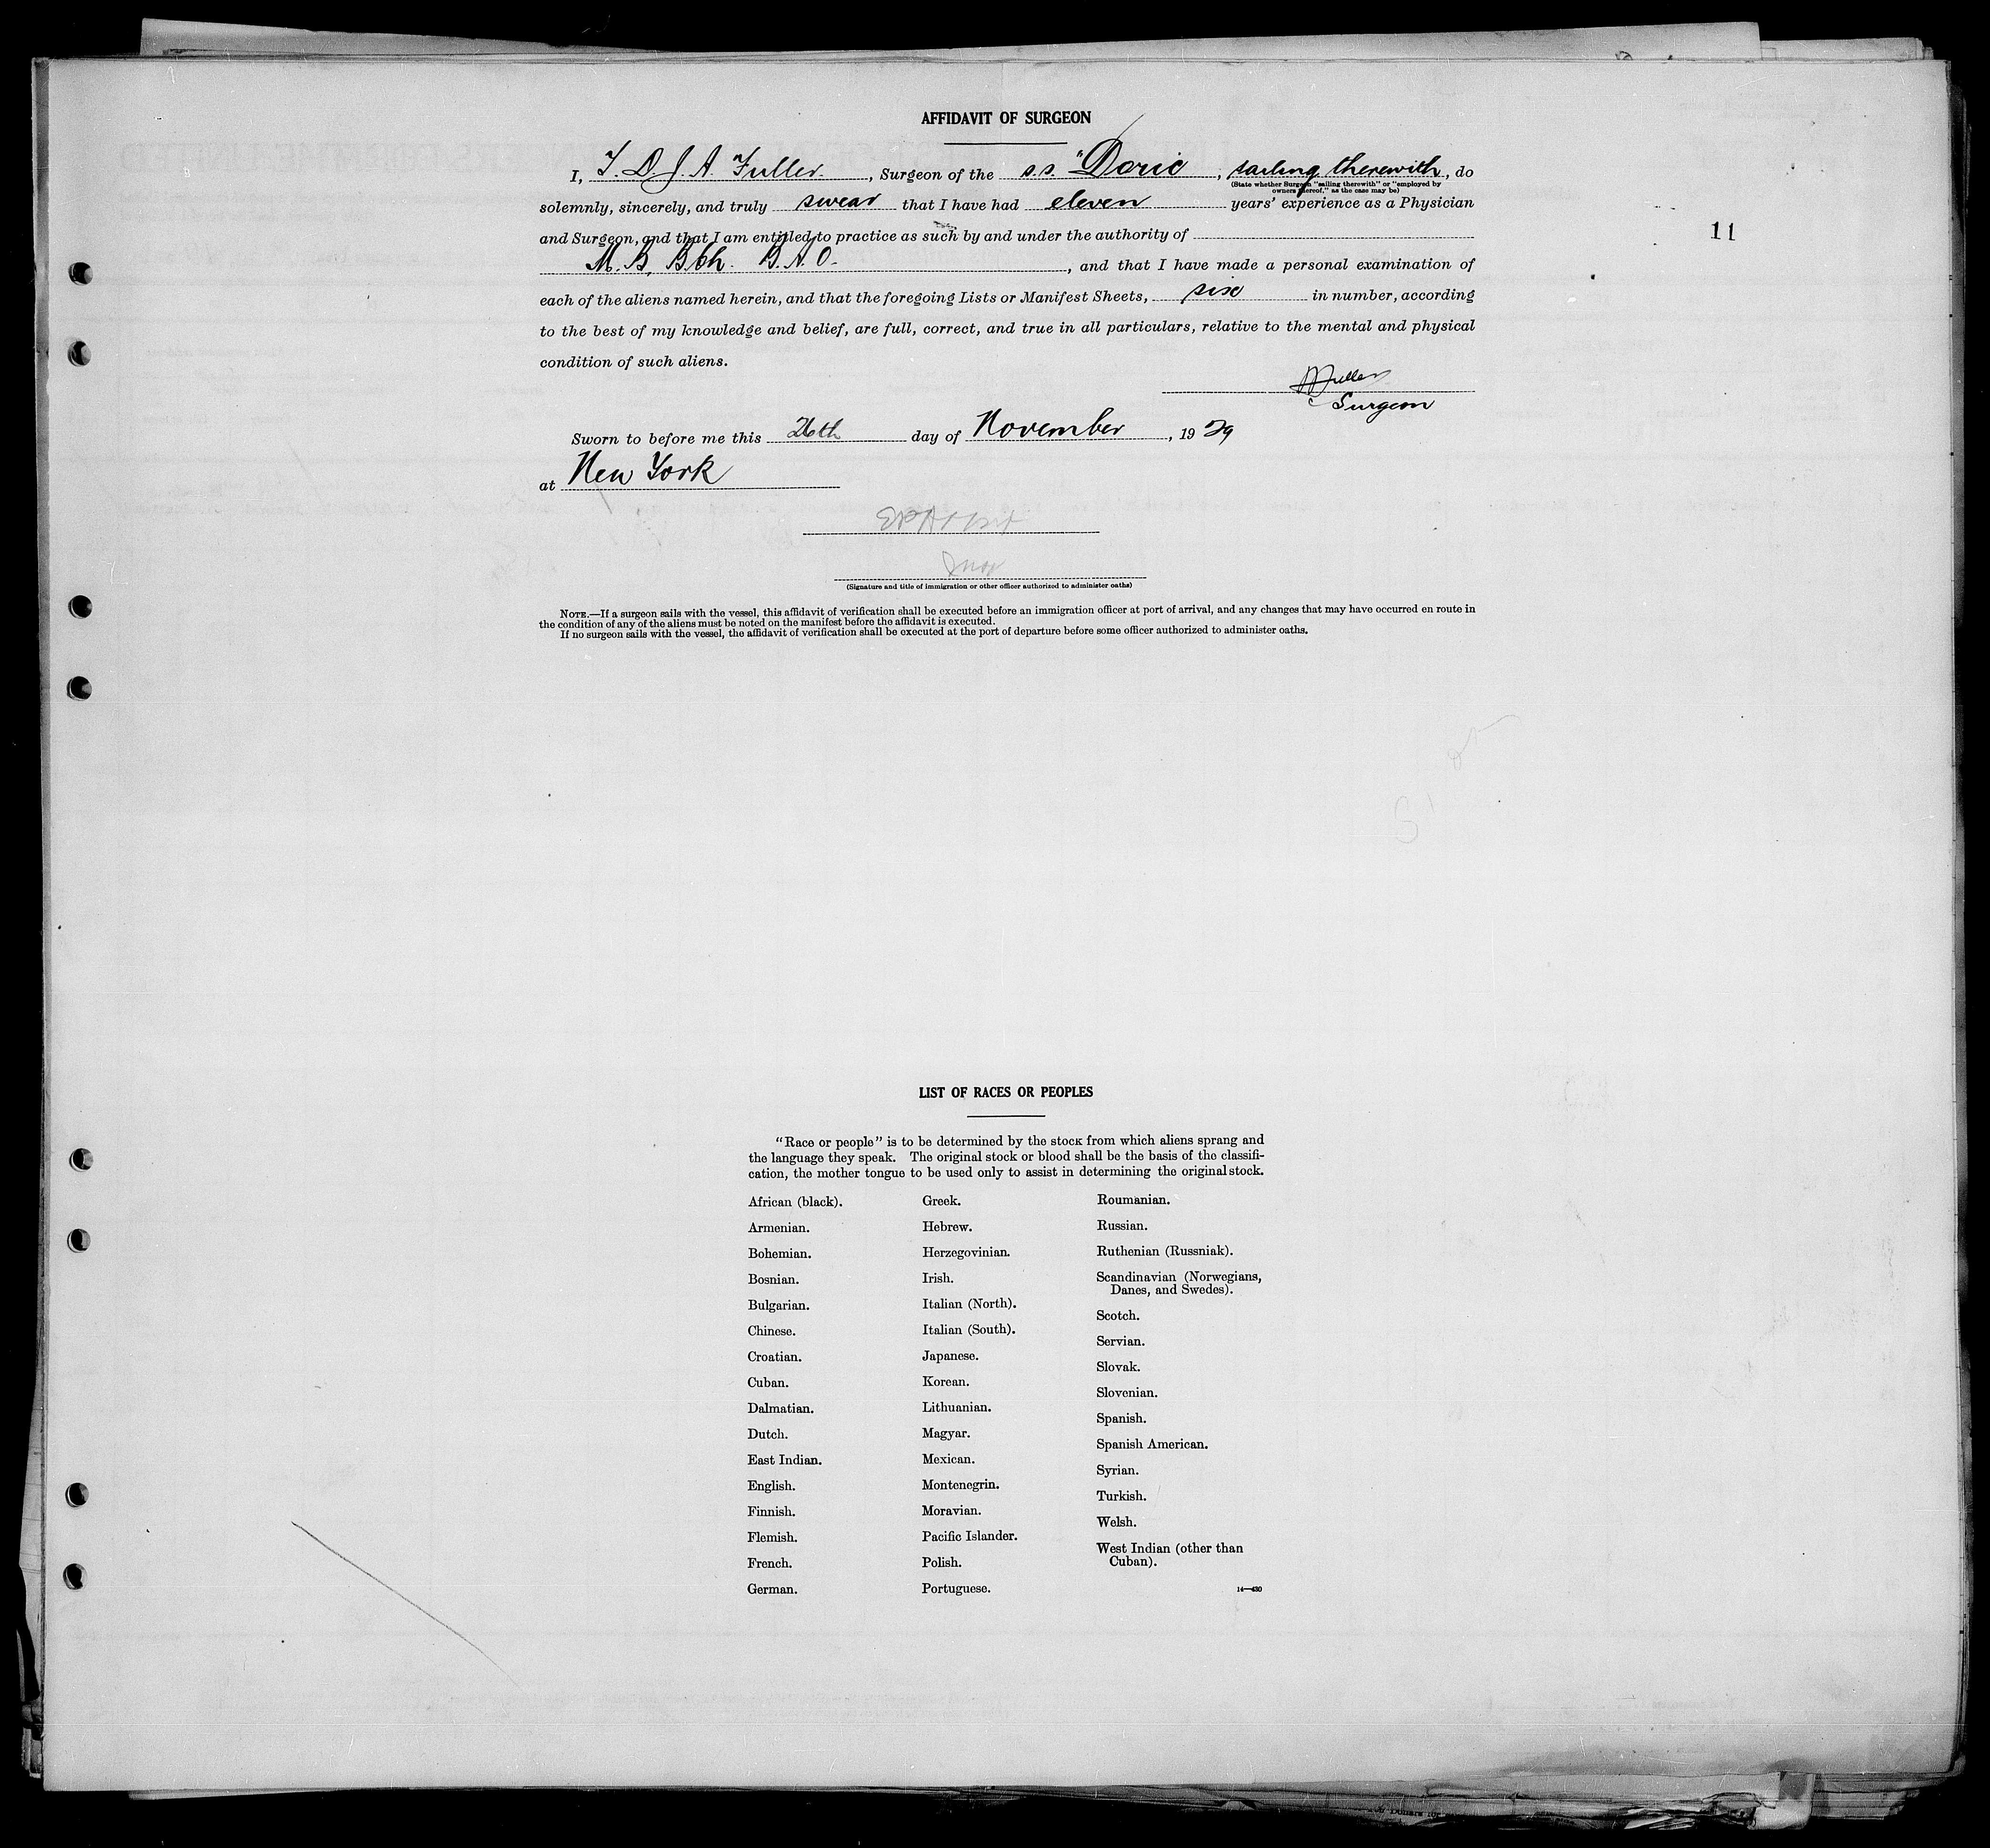 AFFIDAVIT OF SURGEON
I, T. D. J. A. Fuller, Surgeon of the s.s. "Doric, sailing therewith, do
(State whether Surgeon "sailing therewith" or "employed by
owners thereof," as the case may be)
solemnly, sincerely, and truly swear that I have had eleven years' experience as a Physician
and Surgeon, and that I am entitled to practice as such by and under the authority of
11
M.B, B.Ch. B.A.O. , and that I have made a personal examination of
each of the aliens named herein, and that the foregoing Lists or Manifest Sheets, six in number, according
to the best of my knowledge and belief, are full, correct, and true in all particulars, relative to the mental and physical
condition of such aliens.
Fuller
Surgeon
Sworn to before me this 26th day of November, 1929
at New York
(Signature and title of immigration or other officer authorized to administer oaths)
NOTE.—If a surgeon sails with the vessel, this affidavit of verification shall be executed before an immigration officer at port of arrival, and any changes that may have occurred en route in
the condition of any of the aliens must be noted on the manifest before the affidavit is executed.
If no surgeon sails with the vessel, the affidavit of verification shall be executed at the port of departure before some officer authorized to administer oaths.
LIST OF RACES OR PEOPLES
"Race or people" is to be determined by the stock from which aliens sprang and
the language they speak. The original stock or blood shall be the basis of the classifi-
cation, the mother tongue to be used only to assist in determining the original stock.
African (black).
Armenian.
Bohemian.
Bosnian.
Bulgarian.
Chinese.
Croatian.
Cuban.
Dalmatian.
Dutch.
East Indian.
English.
Finnish.
Flemish.
French.
German.
Greek.
Hebrew.
Herzegovinian.
Irish.
Italian (North).
Italian (South).
Japanese.
Korean.
Lithuanian.
Magyar.
Mexican.
Montenegrin.
Moravian.
Pacific Islander.
Polish.
Portuguese.
Roumanian.
Russian.
Ruthenian (Russniak).
Scandinavian (Norwegians,
Danes, and Swedes).
Scotch.
Servian.
Slovak.
Slovenian.
Spanish.
Spanish American.
Syrian.
Turkish.
Welsh.
West Indian (other than
Cuban).
14—430